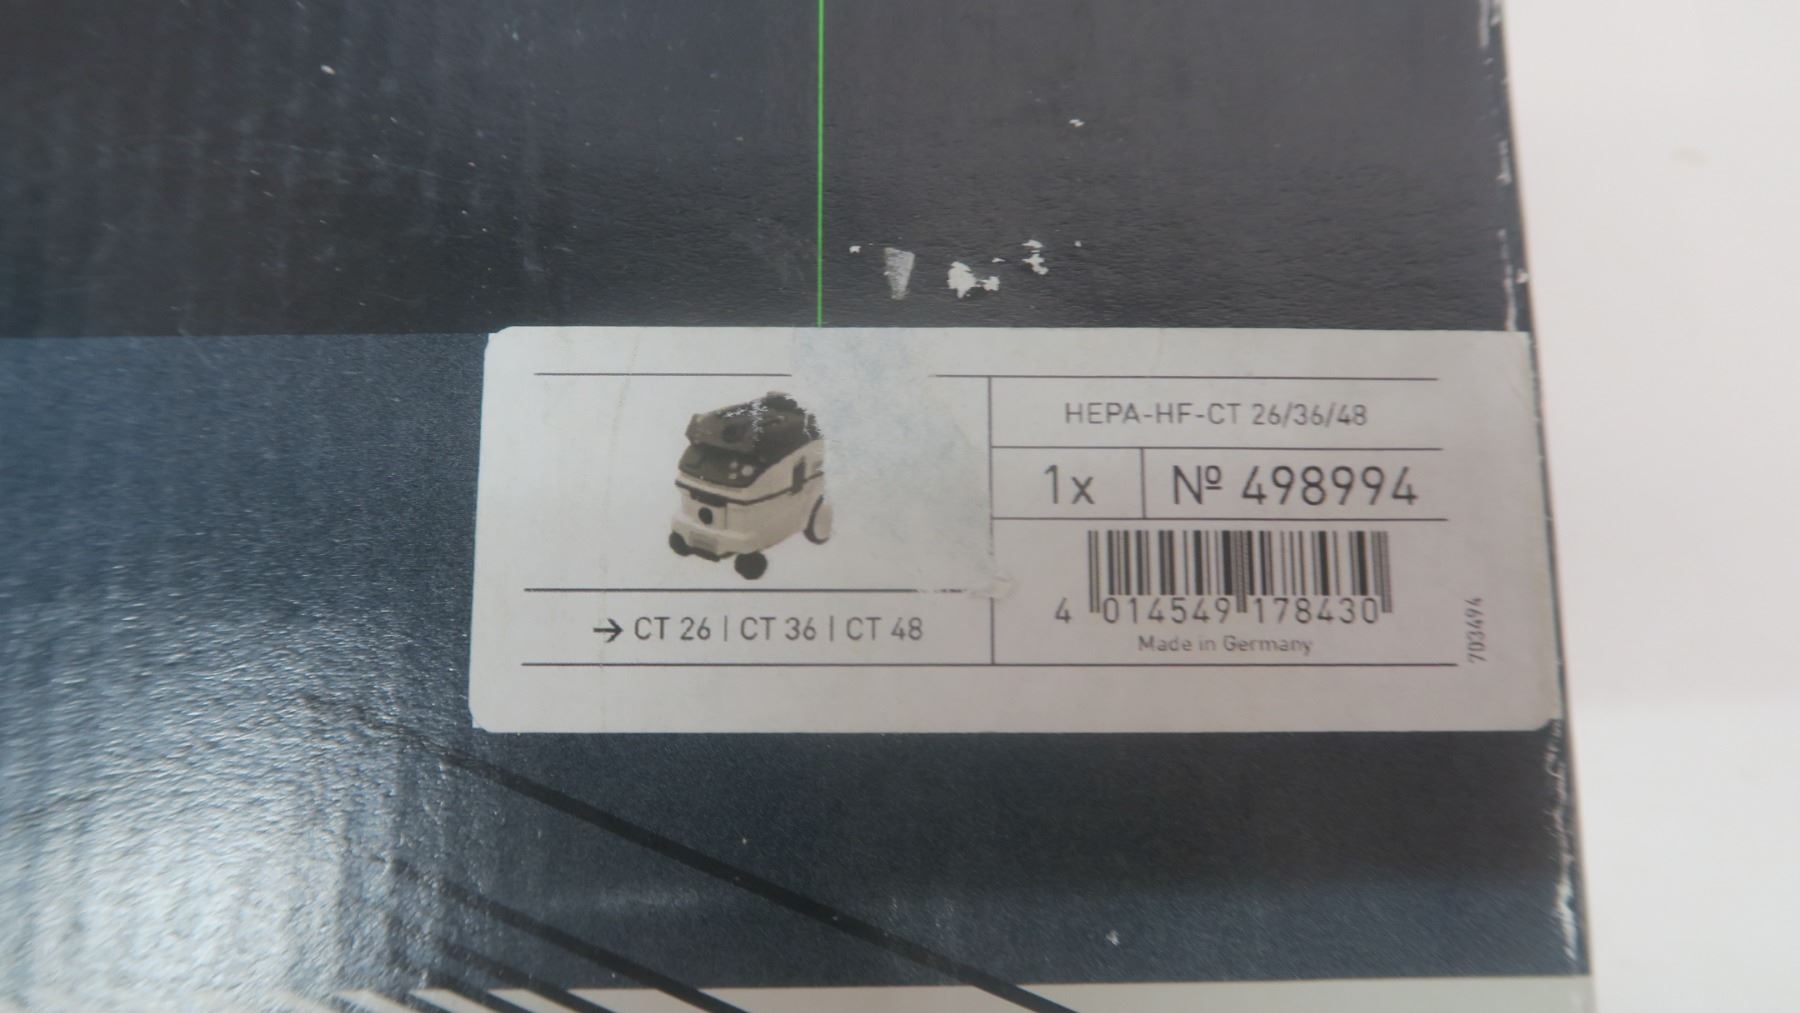 HEPA-HF-CT 26/36/48
1x Nº 498994
4 014549 178430
Made in Germany
703494
→ CT 26 | CT 36 | CT 48